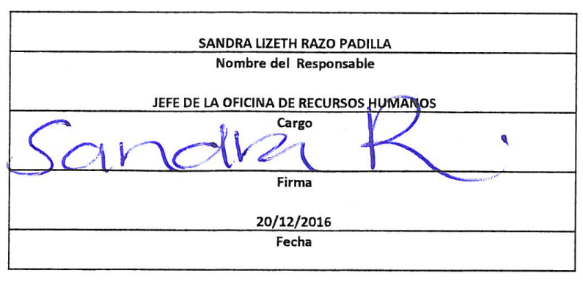 SANDRA LIZETH RAZO PADILLA
Nombre del Responsable
JEFE DE LA OFICINA DE RECURSOS HUMANOS
Cargo
Sandra R.
Firma
20/12/2016
Fecha